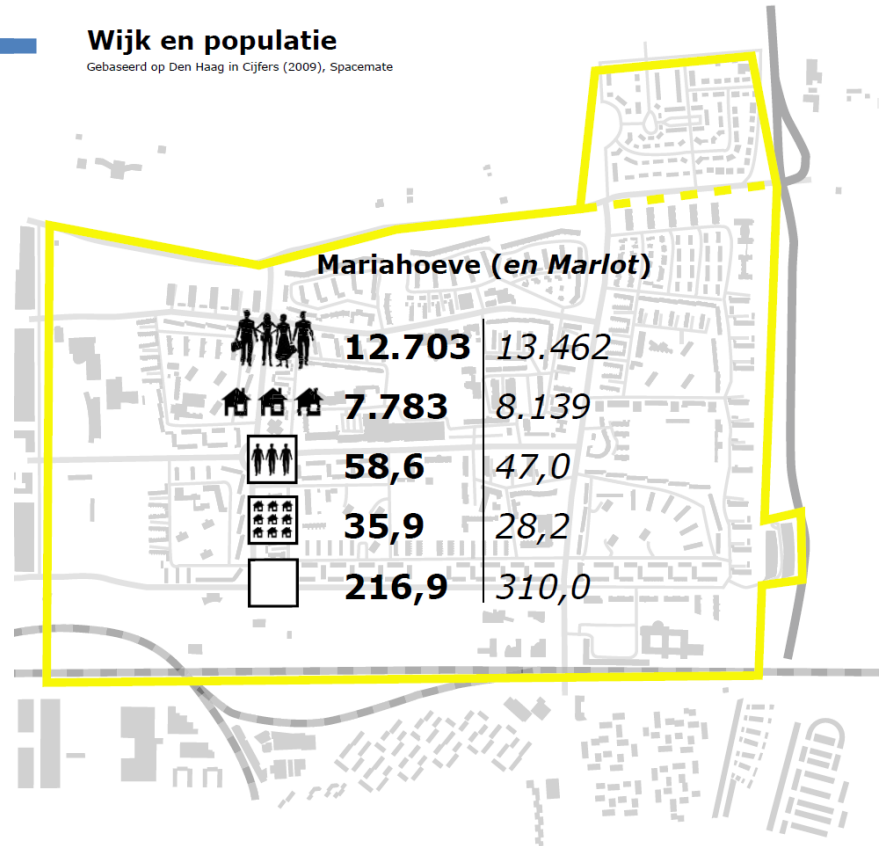 Wijk en populatie
Gebaseerd op Den Haag in Cijfers (2009), Spacemate
Mariahoeve (en Marlot)
12.703 13.462
7.783 8.139
58,6 47,0
35,9 28,2
216,9 310,0